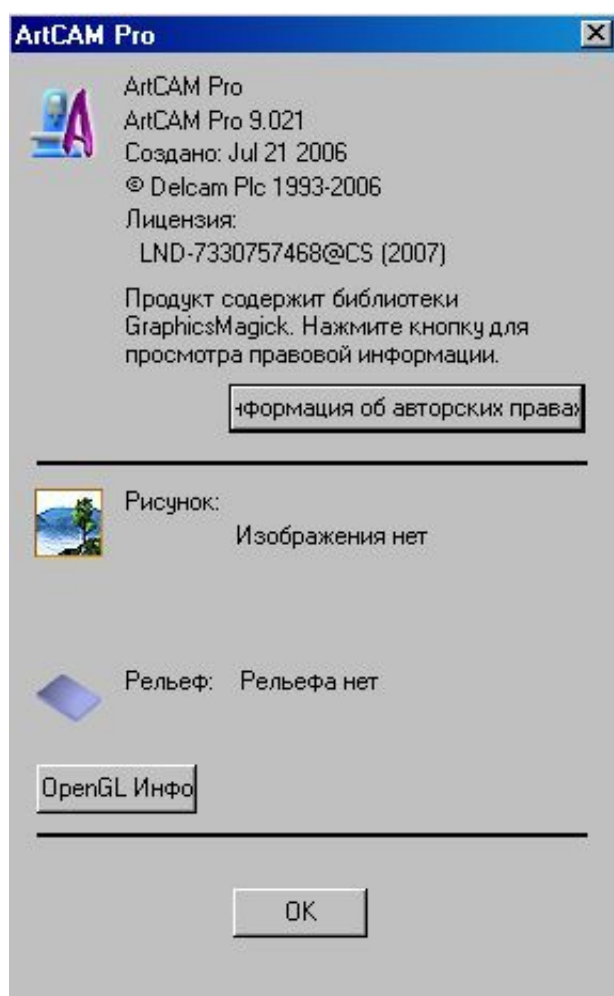 ArtCAM Pro
ArtCAM Pro
ArtCAM Pro 9.021
Создано: Jul 21 2006
© Delcam Plc 1993-2006
Лицензия:
LND-7330757468@CS (2007)
Продукт содержит библиотеки
GraphicsMagick. Нажмите кнопку для
просмотра правовой информации.
нформация об авторских правах
Рисунок:
Изображения нет
Рельеф: Рельефа нет
OpenGL Инфо
OK